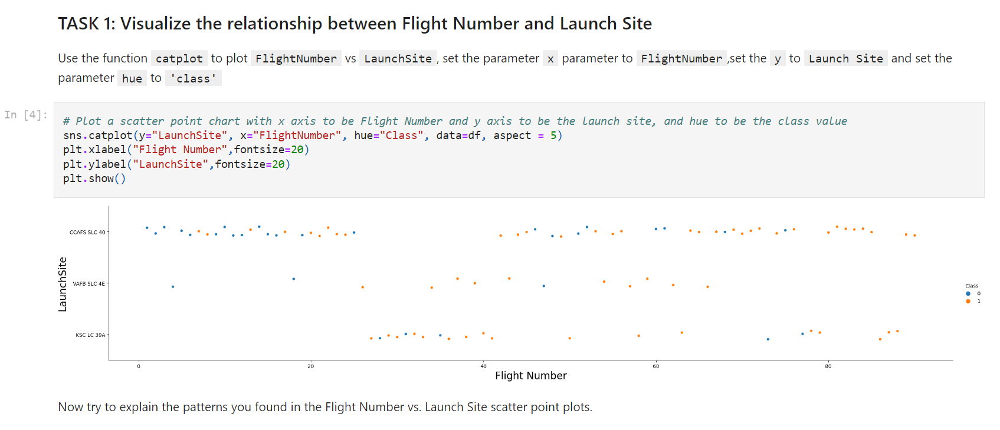 TASK 1: Visualize the relationship between Flight Number and Launch Site
Use the function catplot to plot FlightNumber vs LaunchSite , set the parameter x parameter to FlightNumber ,set the y to Launch Site and set the
parameter hue to 'class'
In [4]:
# Plot a scatter point chart with x axis to be Flight Number and y axis to be the launch site, and hue to be the class value
sns.catplot(y="LaunchSite", x="FlightNumber", hue="Class", data=df, aspect = 5)
plt.xlabel("Flight Number",fontsize=20)
plt.ylabel("LaunchSite",fontsize=20)
plt.show()
CCAFS SLC 40
VAFB SLC 4E
KSC LC 39A
LaunchSite
0 20 40 60 80
Flight Number
Class
0
1
Now try to explain the patterns you found in the Flight Number vs. Launch Site scatter point plots.